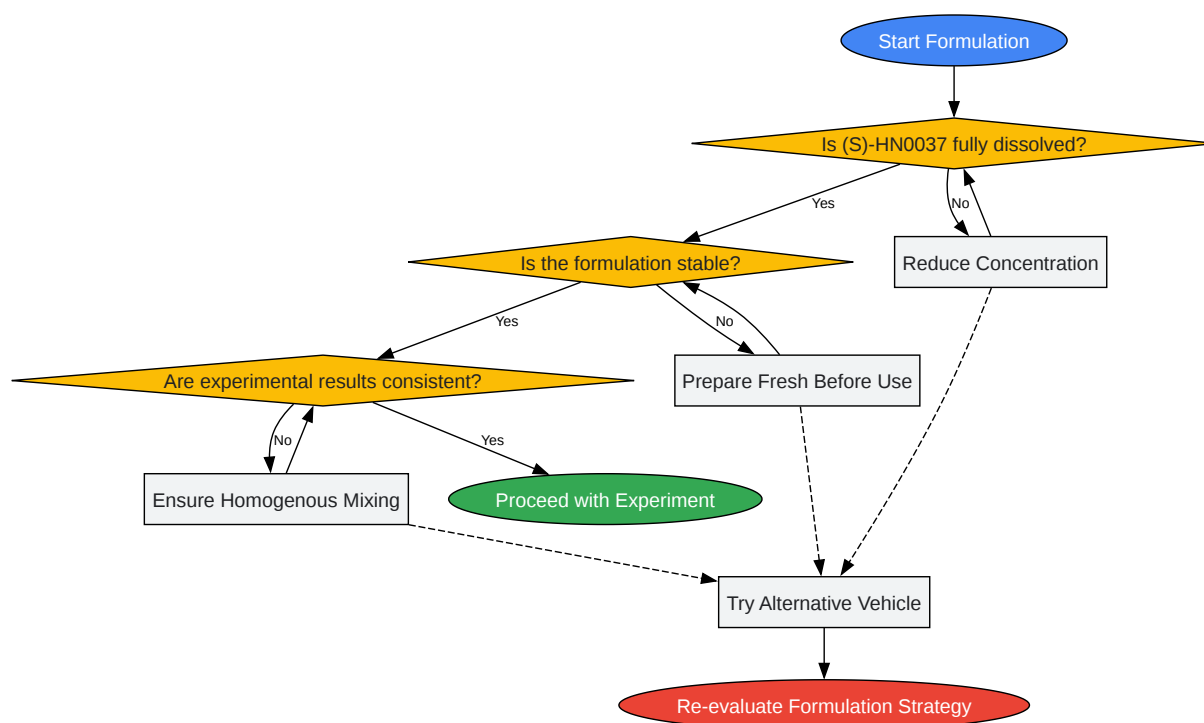 Start Formulation
Is (S)-HN0037 fully dissolved?
Yes
No
Is the formulation stable?
Reduce Concentration
Yes
No
Are experimental results consistent?
Prepare Fresh Before Use
No
Yes
Ensure Homogenous Mixing
Proceed with Experiment
Try Alternative Vehicle
Re-evaluate Formulation Strategy